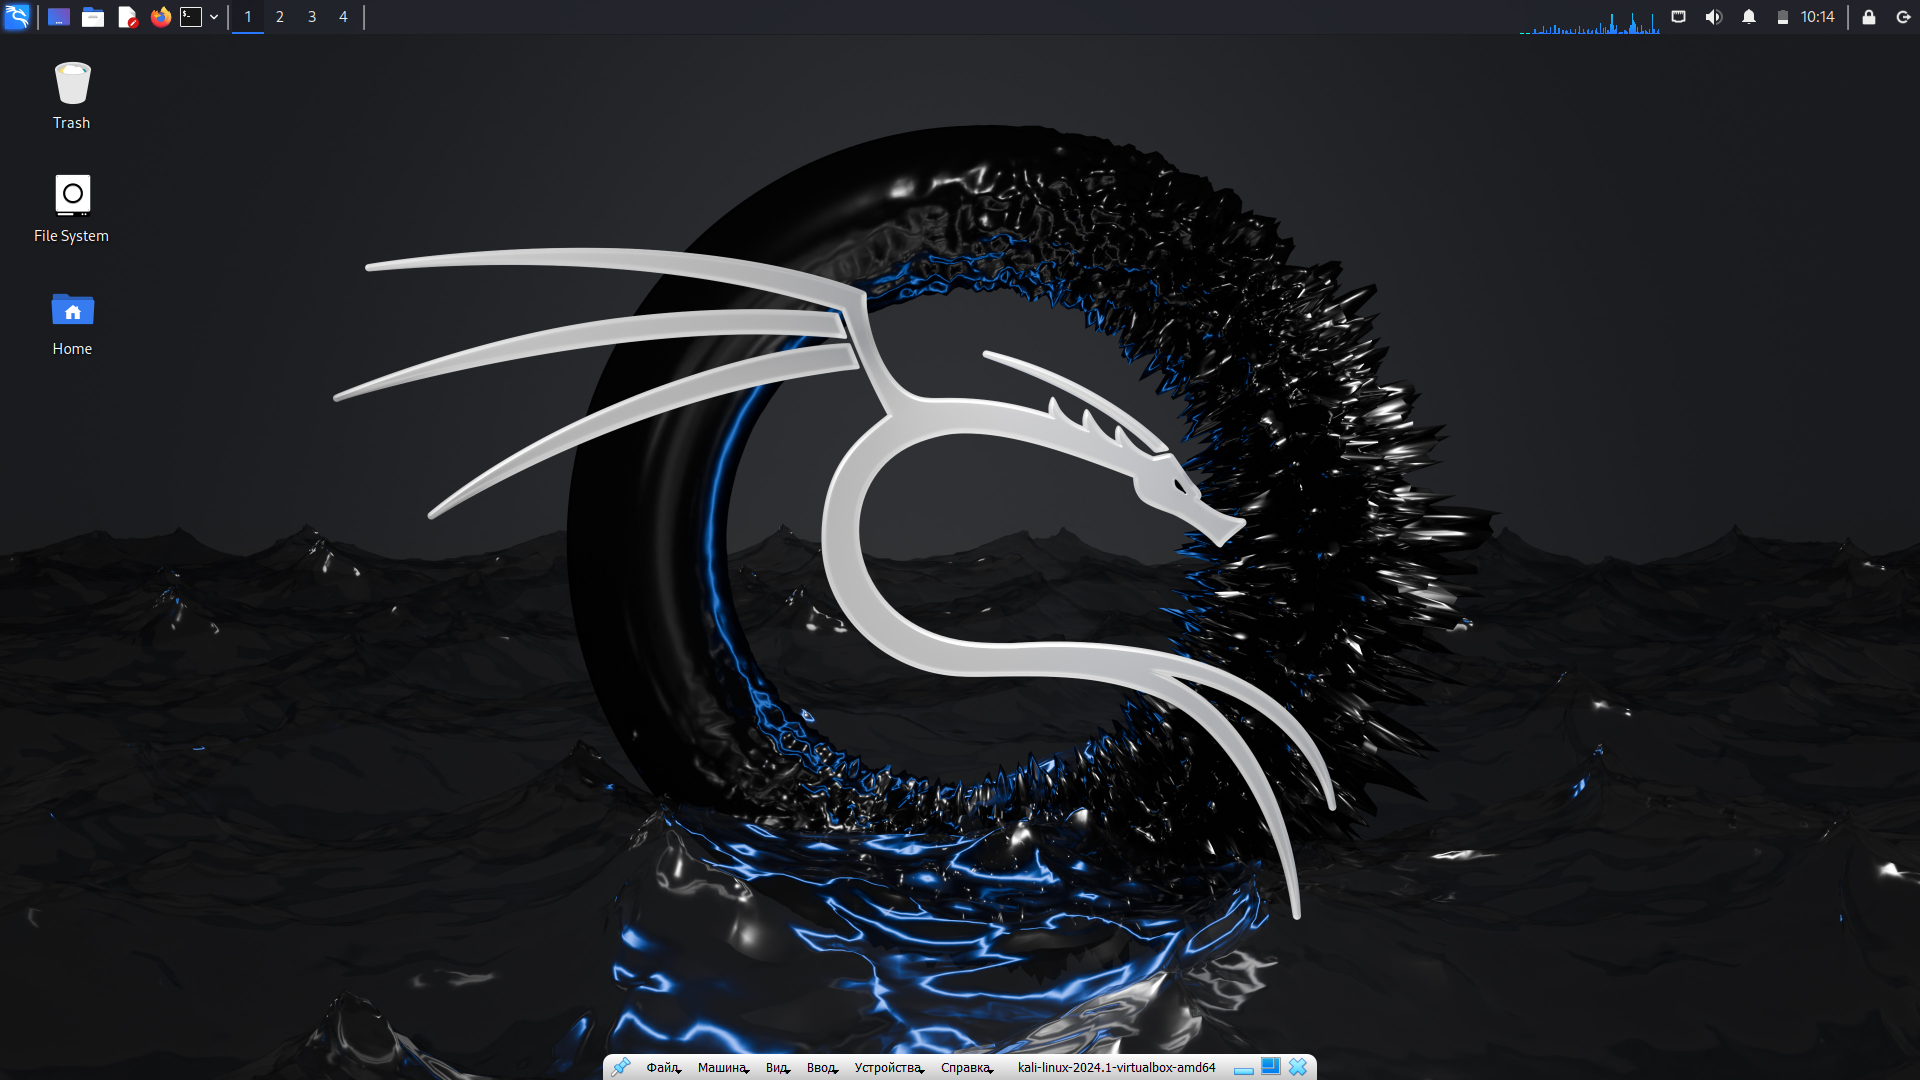 1 2 3 4 10:14
Trash
File System
Home
Файл Машина Вид Ввод Устройства Справка kali-linux-2024.1-virtualbox-amd64